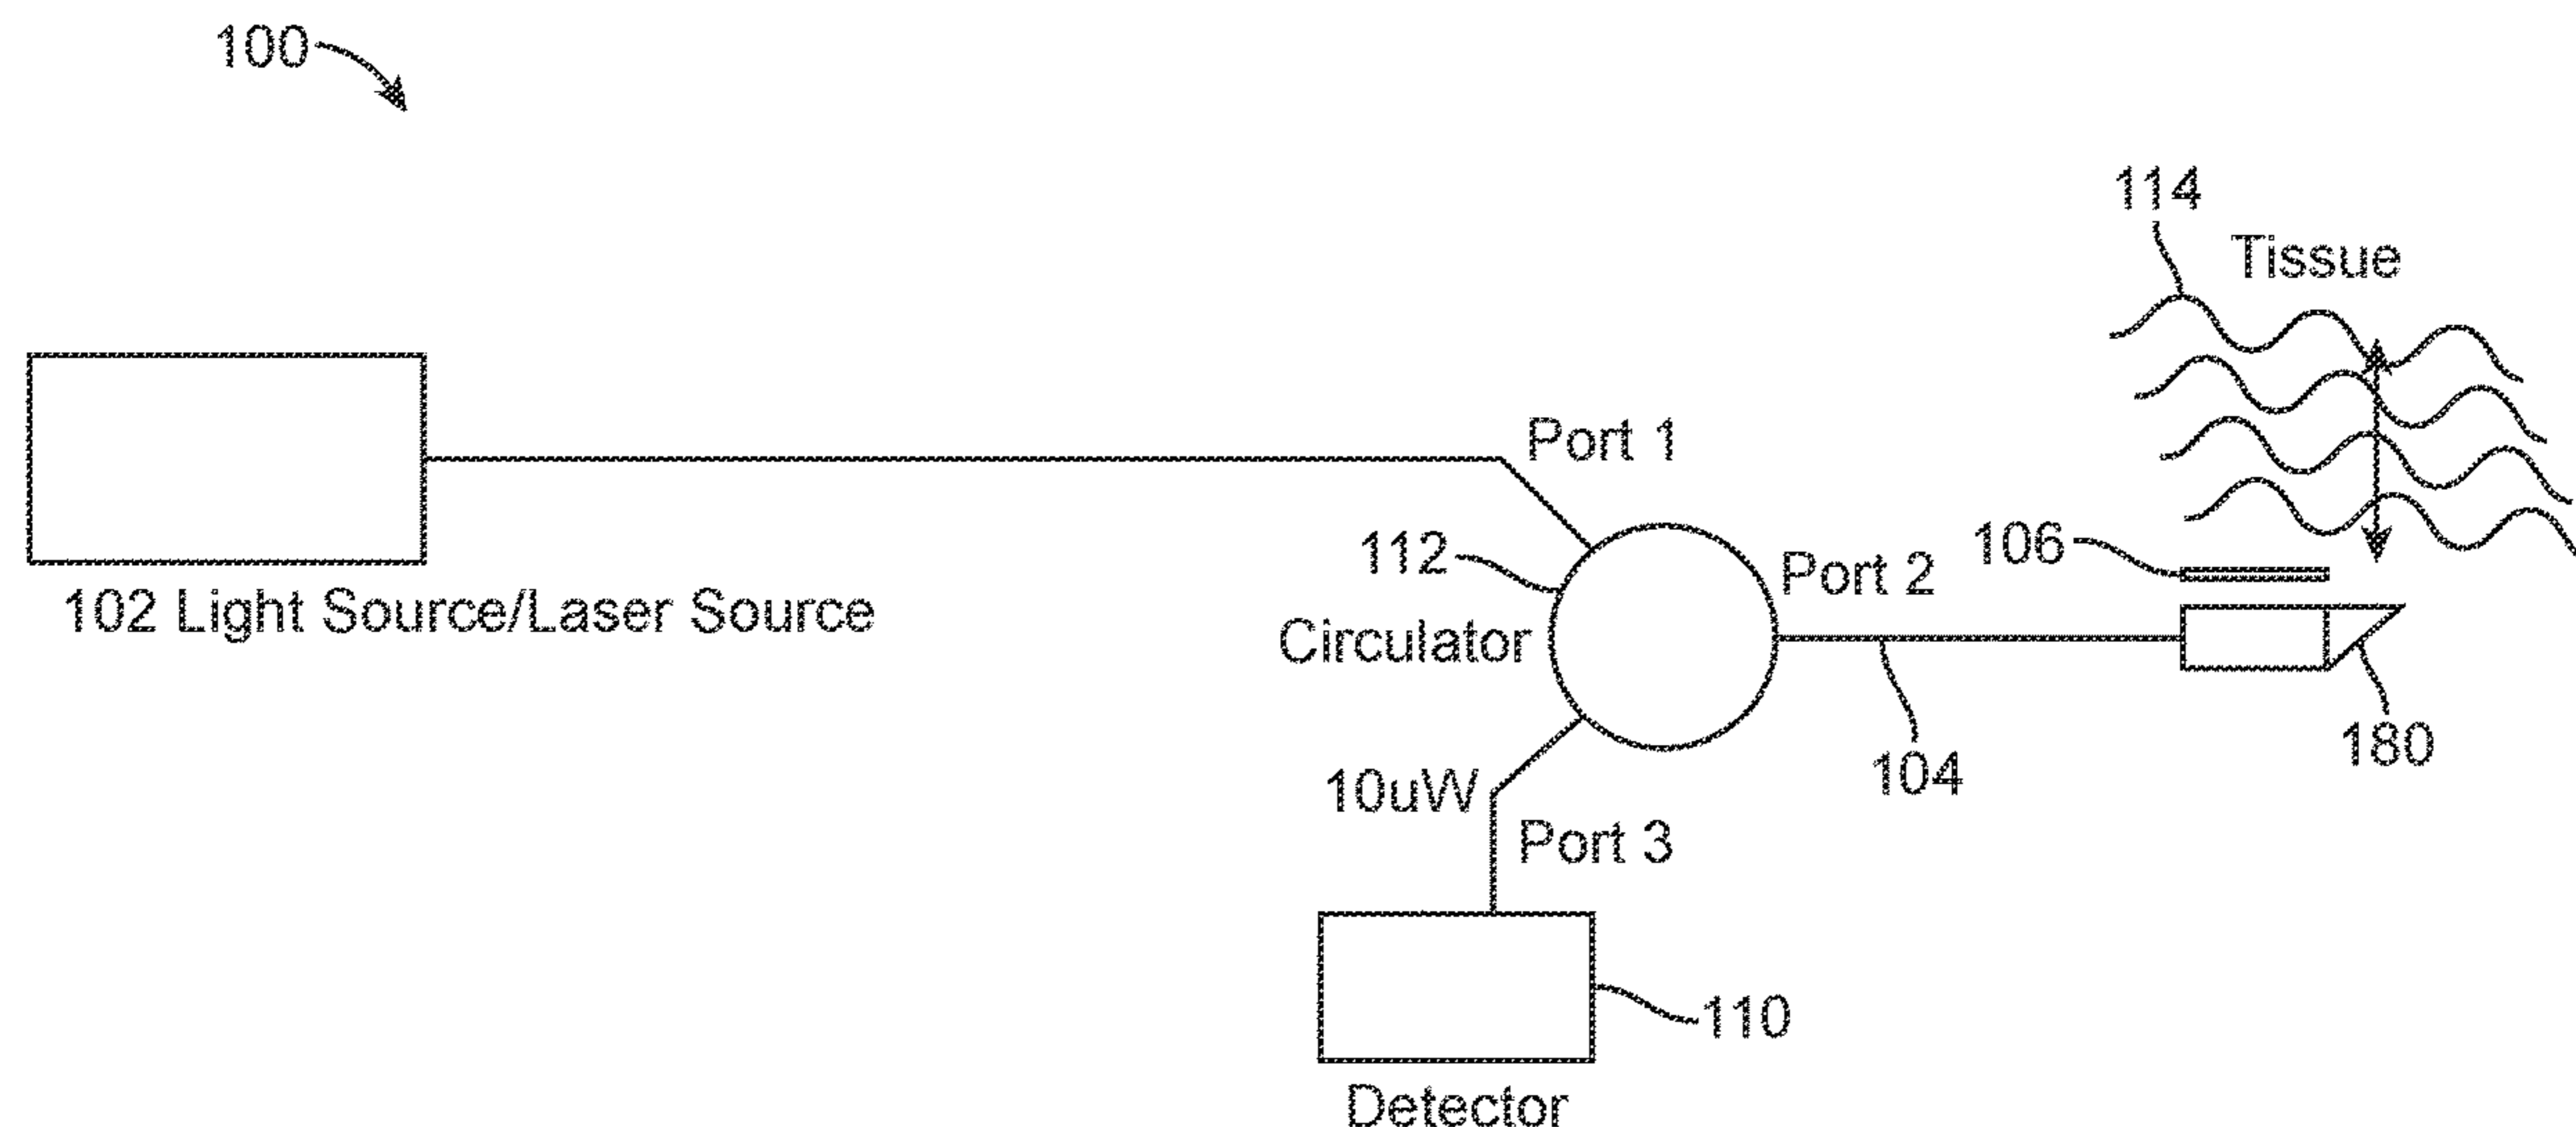 100
114
Tissue
Port 1
112
Port 2
106
102 Light Source/Laser Source
Circulator
180
104
10uW
Port 3
110
Detector